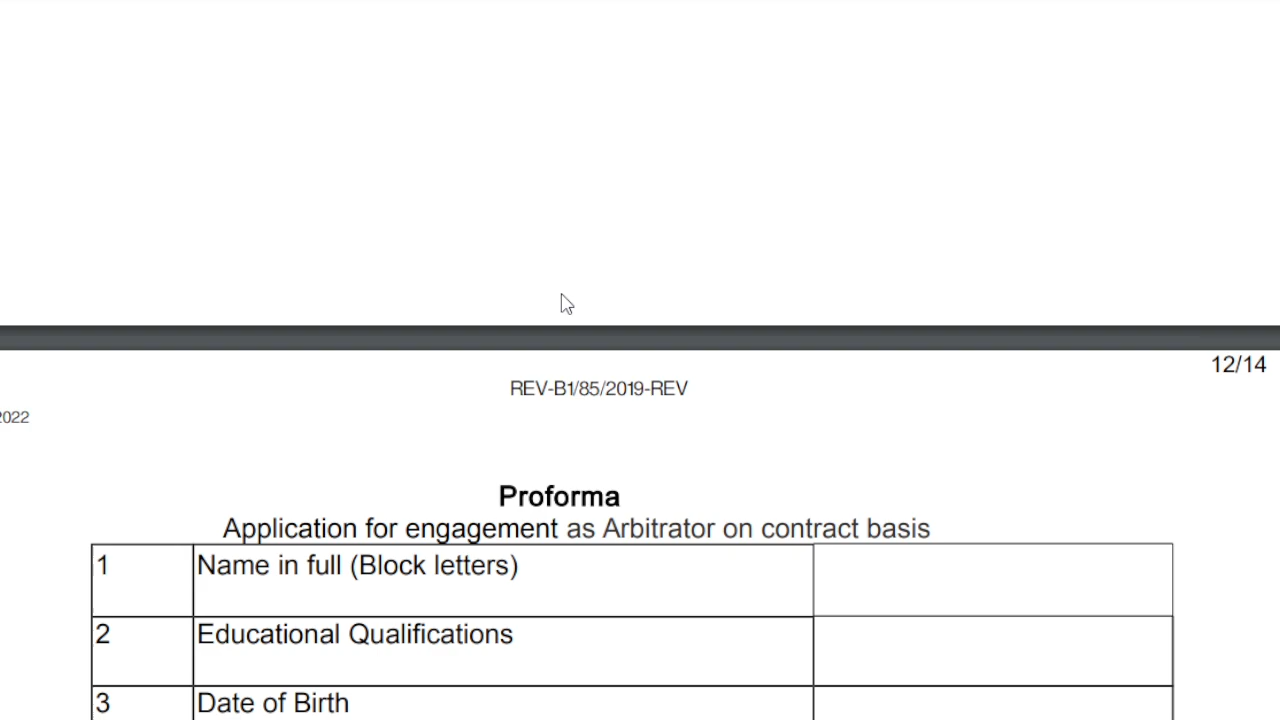 12/14
REV-B1/85/2019-REV
2022
Proforma
Application for engagement as Arbitrator on contract basis
1 Name in full (Block letters)
2 Educational Qualifications
3 Date of Birth